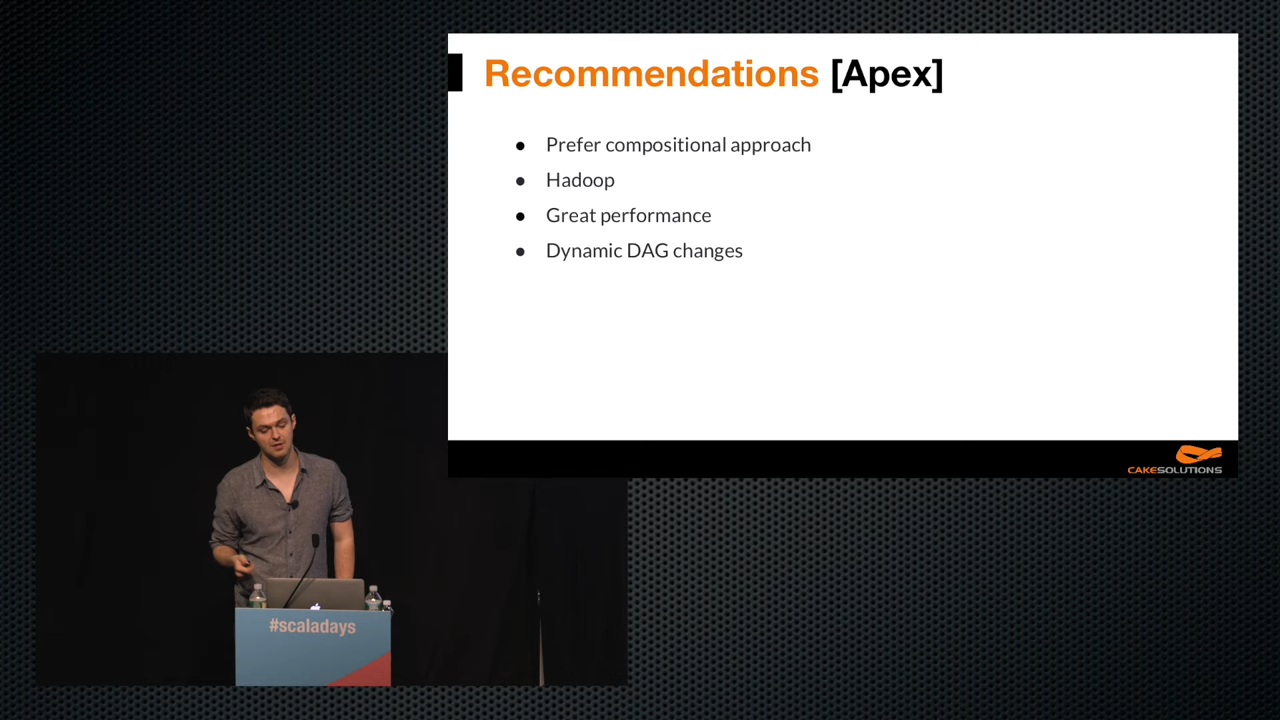 Recommendations [Apex]
● Prefer compositional approach
● Hadoop
● Great performance
● Dynamic DAG changes
CAKESOLUTIONS
#scaladays